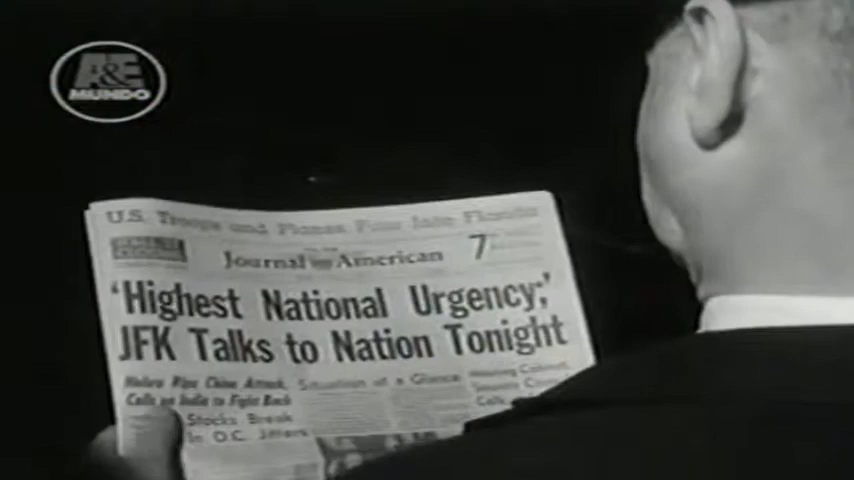 A&E
MUNDO
U.S. Troops and Planes Pour Into Florida
Journal American
7
'Highest National Urgency;'
JFK Talks to Nation Tonight
Nehru Rips China Attack,
Situation at a Glance
Calls on India to Fight Back
Stocks Break
In D.C. Jitters